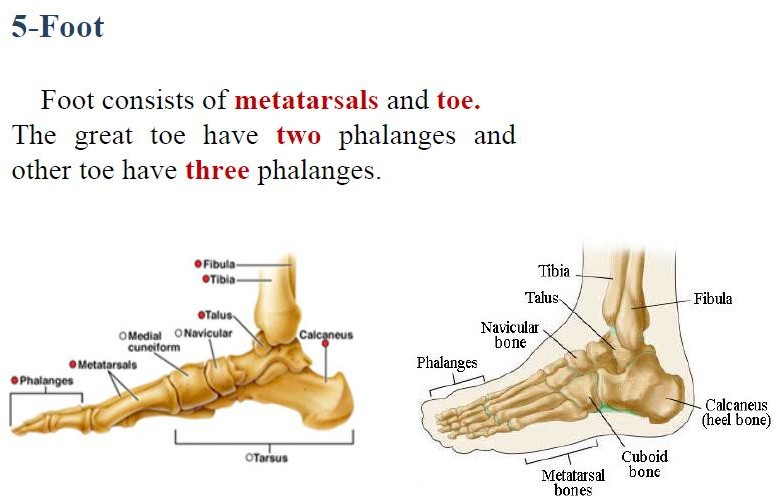 5-Foot
Foot consists of metatarsals and toe.
The great toe have two phalanges and
other toe have three phalanges.
Fibula
Tibia
Talus
Medial
cuneiform
Navicular
Calcaneus
Metatarsals
Phalanges
Tarsus
Tibia
Talus
Fibula
Navicular
bone
Phalanges
Calcaneus
(heel bone)
Cuboid
bone
Metatarsal
bones